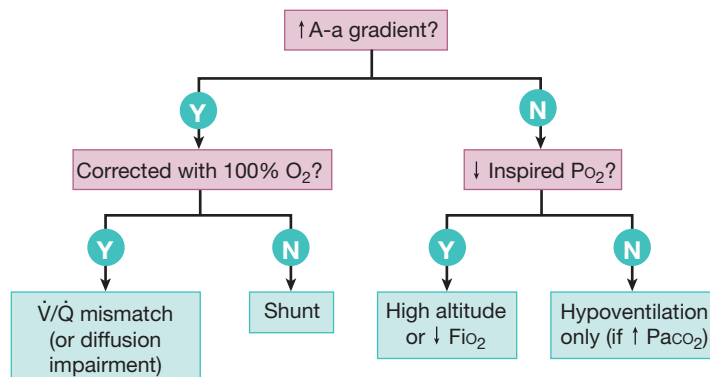 ↑ A-a gradient?
Y
N
Corrected with 100% O₂?
↓ Inspired PO₂?
Y
N
Y
N
V̇/Q̇ mismatch
(or diffusion
impairment)
Shunt
High altitude
or ↓ FIO₂
Hypoventilation
only (if ↑ PaCO₂)